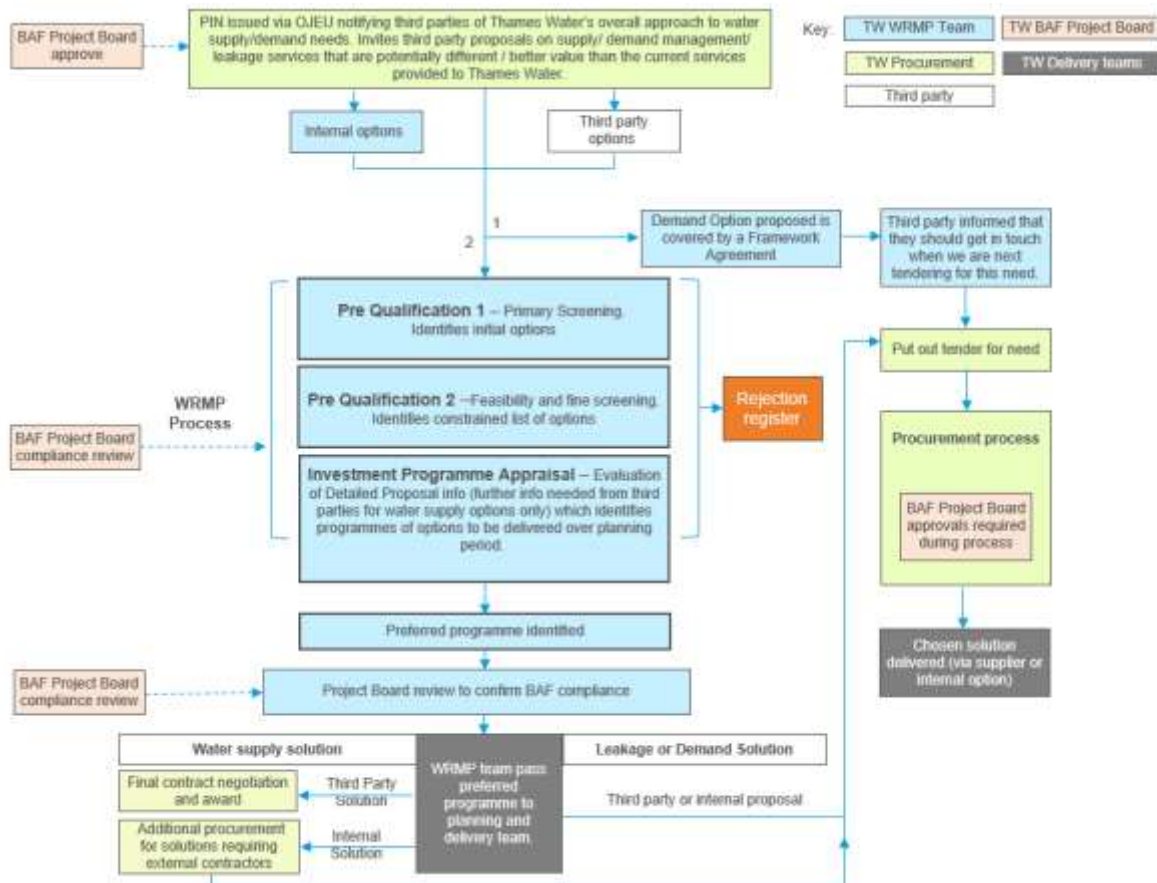 PIN issued via OJEU notifying third parties of Thames Water's overall approach to water
supply/demand needs. Invites third party proposals on supply/ demand management/
leakage services that are potentially different / better value than the current services
provided to Thames Water.
BAF Project Board
approve
Key:
TW WRMP Team
TW BAF Project Board
TW Procurement
TW Delivery teams
Third party
Internal options
Third party
options
1
2
Demand Option proposed is
covered by a Framework
Agreement
Third party informed that
they should get in touch
when we are next
tendering for this need.
Pre Qualification 1 – Primary Screening.
Identifies initial options
Put out tender for need
WRMP
Process
Pre Qualification 2 –Feasibility and fine screening.
Identifies constrained list of options
Rejection
register
BAF Project Board
compliance review
Procurement process
BAF Project Board
approvals required
during process
Investment Programme Appraisal – Evaluation
of Detailed Proposal info (further info needed from third
parties for water supply options only) which identifies
programmes of options to be delivered over planning
period.
Preferred programme identified
Chosen solution
delivered (via supplier or
internal option)
BAF Project Board
compliance review
Project Board review to confirm BAF compliance
Water supply solution
WRMP team pass
preferred
programme to
planning and
delivery team.
Leakage or Demand Solution
Final contract negotiation
and award
Third Party
Solution
Third party or internal proposal
Additional procurement
for solutions requiring
external contractors
Internal
Solution